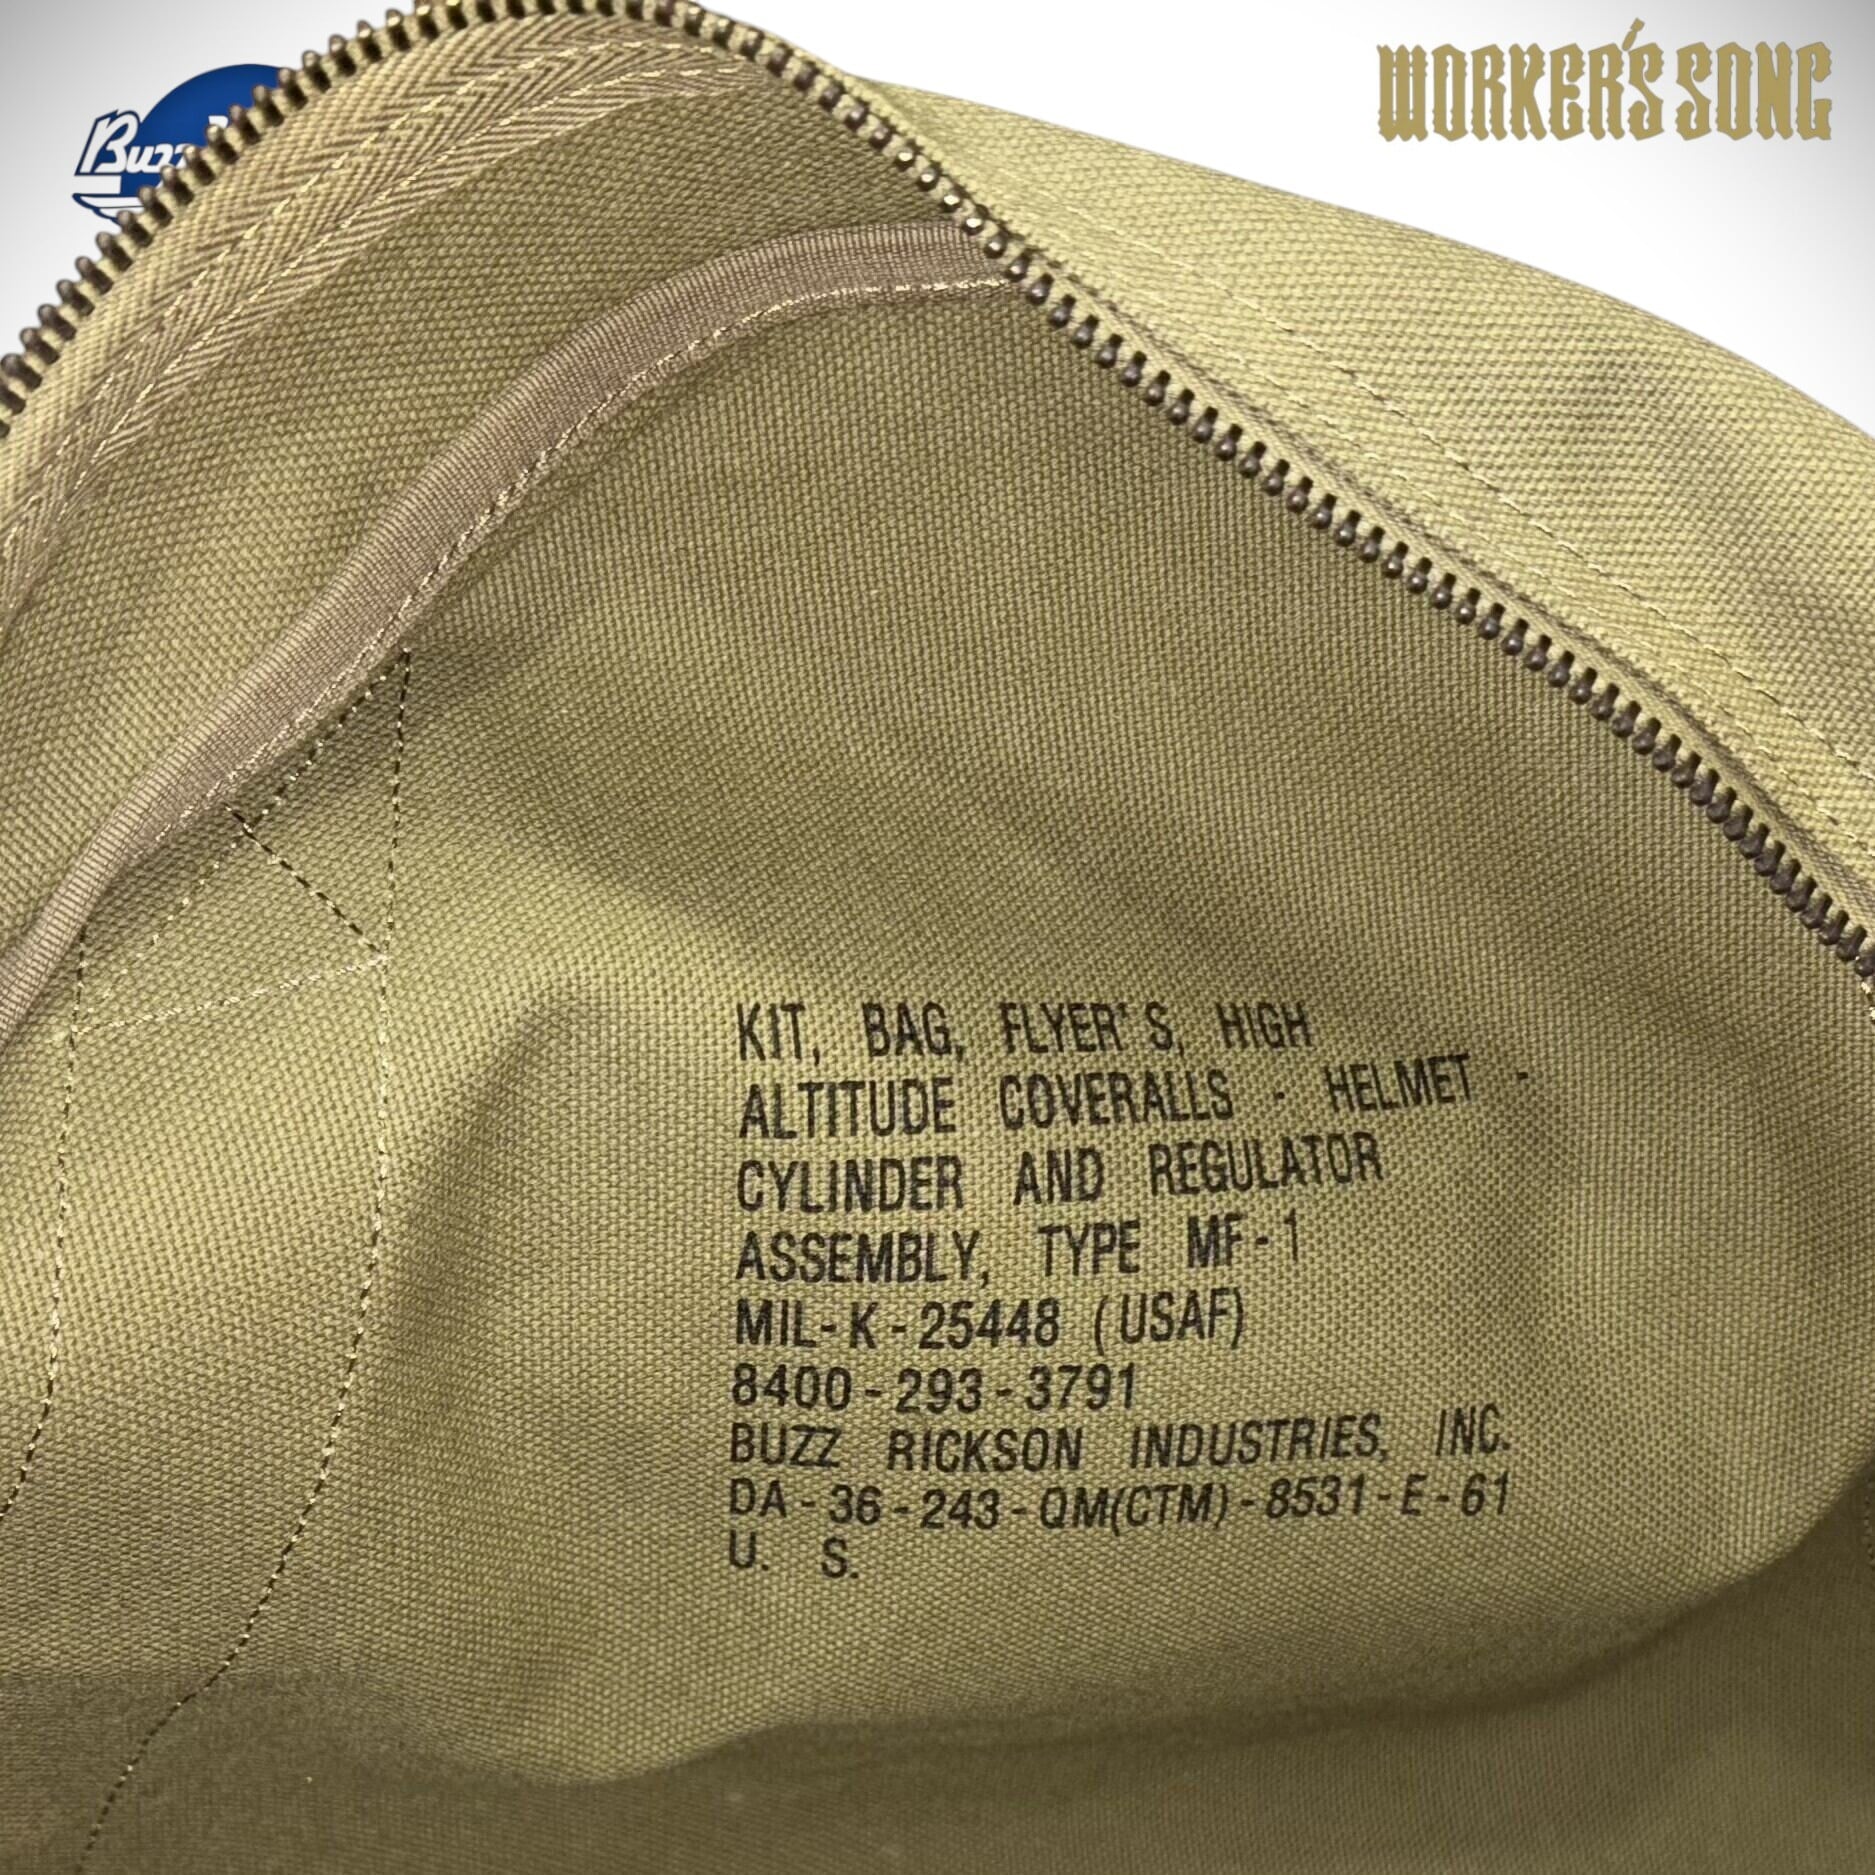 Buzz
WORKER'S SONG
KIT, BAG, FLYER'S, HIGH
ALTITUDE COVERALLS - HELMET -
CYLINDER AND REGULATOR
ASSEMBLY, TYPE MF-1
MIL-K-25448 (USAF)
8400-293-3791
BUZZ RICKSON INDUSTRIES, INC.
DA-36-243-QM(CTM)-8531-E-61
U. S.